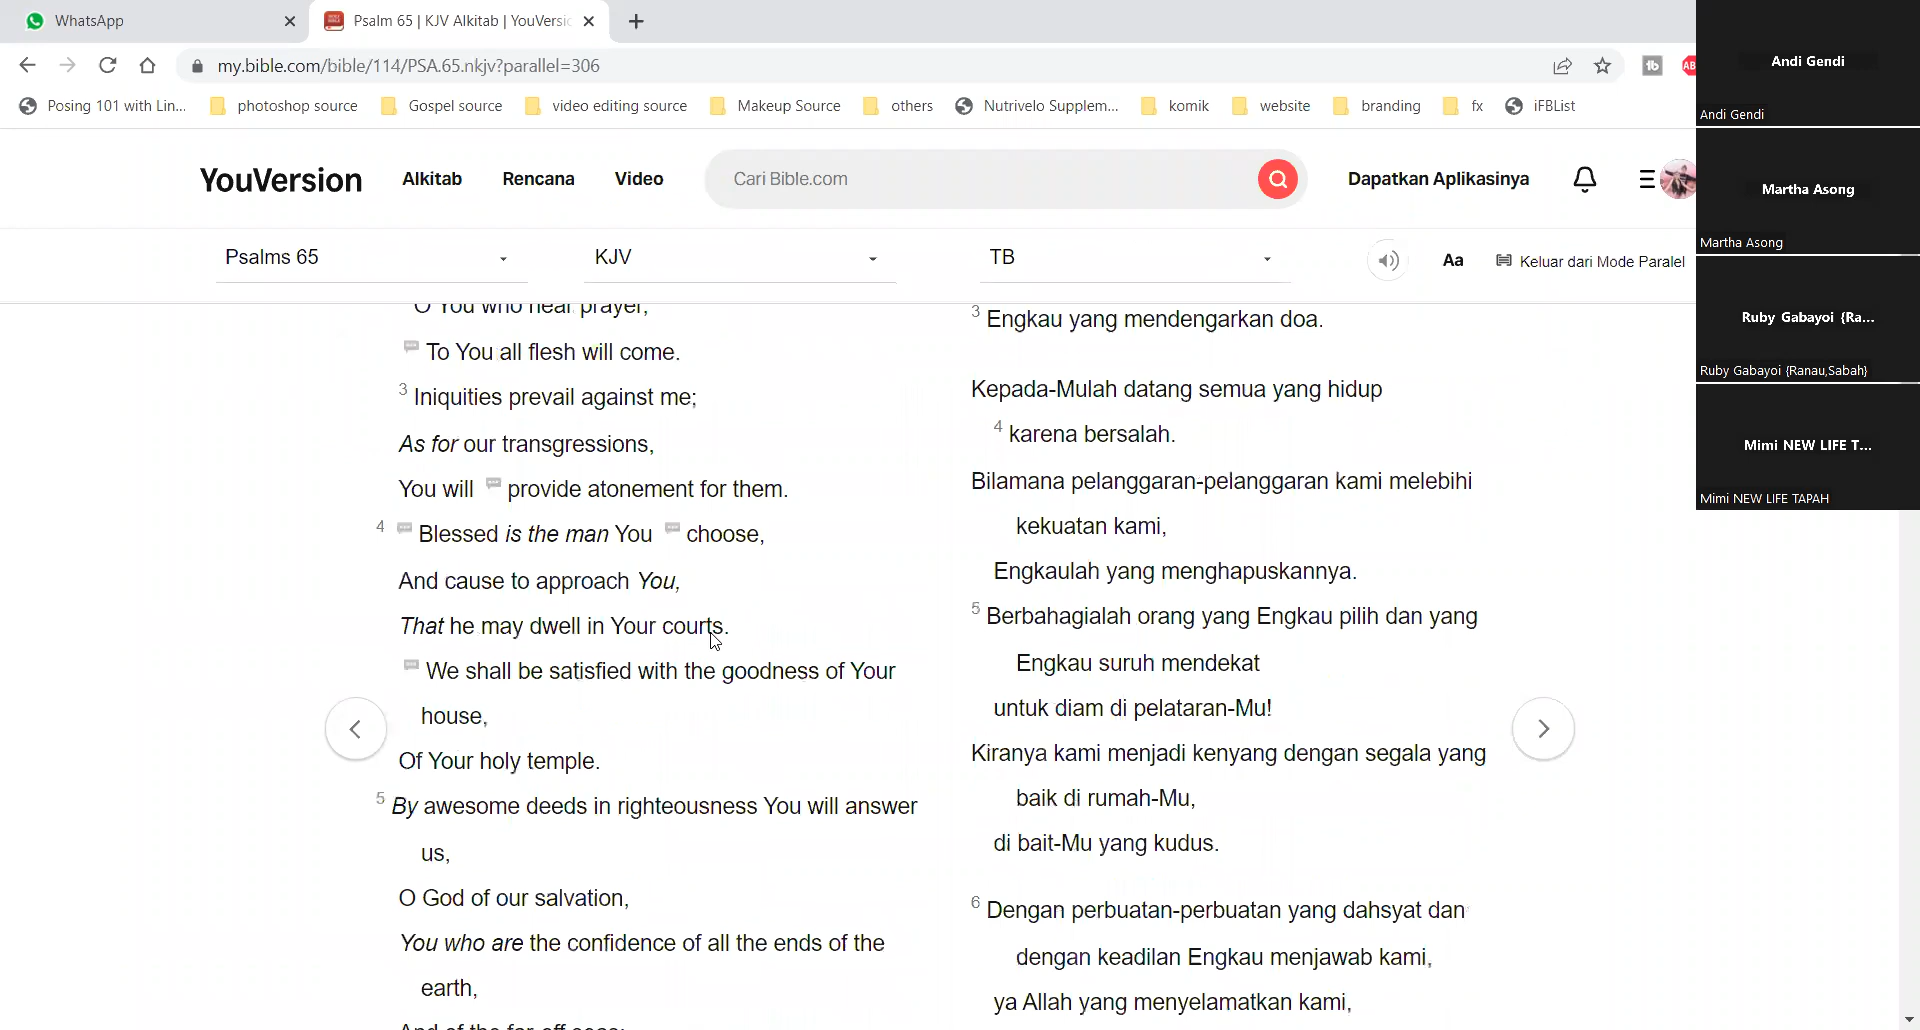 WhatsApp
Psalm 65 | KJV Alkitab | YouVersic
my.bible.com/bible/114/PSA.65.nkjv?parallel=306
Posing 101 with Lin...
photoshop source
Gospel source
video editing source
Makeup Source
others
Nutrivelo Supplem...
komik
website
branding
fx
iFBList
YouVersion
Alkitab
Rencana
Video
Cari Bible.com
Dapatkan Aplikasinya
Psalms 65
KJV
TB
Aa
Keluar dari Mode Paralel
O You who hear prayer,
To You all flesh will come.
3 Iniquities prevail against me;
As for our transgressions,
You will provide atonement for them.
4 Blessed is the man You choose,
And cause to approach You,
That he may dwell in Your courts.
We shall be satisfied with the goodness of Your
house,
Of Your holy temple.
5 By awesome deeds in righteousness You will answer
us,
O God of our salvation,
You who are the confidence of all the ends of the
earth,
And of the far-off seas;
3 Engkau yang mendengarkan doa.
Kepada-Mulah datang semua yang hidup
4 karena bersalah.
Bilamana pelanggaran-pelanggaran kami melebihi
kekuatan kami,
Engkaulah yang menghapuskannya.
5 Berbahagialah orang yang Engkau pilih dan yang
Engkau suruh mendekat
untuk diam di pelataran-Mu!
Kiranya kami menjadi kenyang dengan segala yang
baik di rumah-Mu,
di bait-Mu yang kudus.
6 Dengan perbuatan-perbuatan yang dahsyat dan
dengan keadilan Engkau menjawab kami,
ya Allah yang menyelamatkan kami,
Andi Gendi
Andi Gendi
Martha Asong
Martha Asong
Ruby Gabayoi {Ra...
Ruby Gabayoi {Ranau,Sabah}
Mimi NEW LIFE T...
Mimi NEW LIFE TAPAH